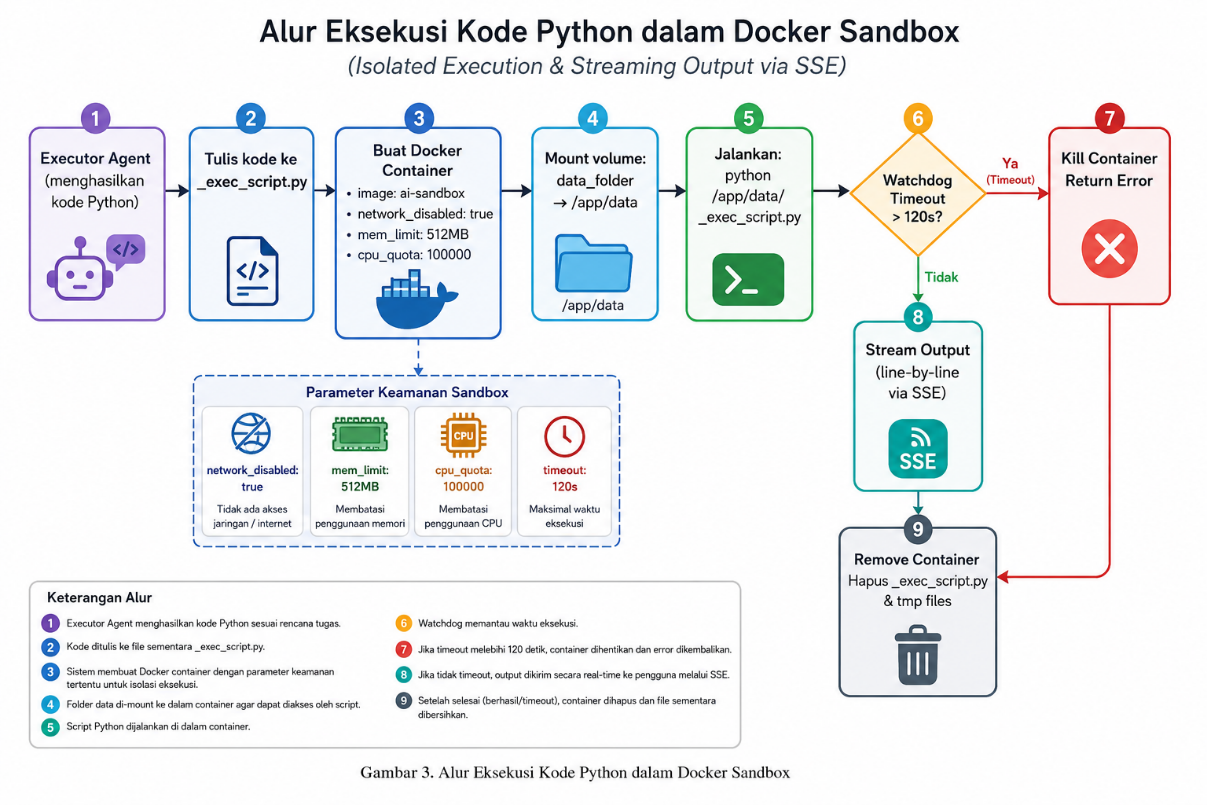 Alur Eksekusi Kode Python dalam Docker Sandbox
(Isolated Execution & Streaming Output via SSE)
1
Executor Agent
(menghasilkan
kode Python)
</>
2
Tulis kode ke
_exec_script.py
</>
3
Buat Docker
Container
• image: ai-sandbox
• network_disabled: true
• mem_limit: 512MB
• cpu_quota: 100000
4
Mount volume:
data_folder
→ /app/data
/app/data
5
Jalankan:
python
/app/data/
_exec_script.py
>_
6
Watchdog
Timeout
> 120s?
Ya
(Timeout)
Tidak
7
Kill Container
Return Error
8
Stream Output
(line-by-line
via SSE)
SSE
9
Remove Container
Hapus _exec_script.py
& tmp files
Parameter Keamanan Sandbox
network_disabled:
true
Tidak ada akses
jaringan / internet
mem_limit:
512MB
Membatasi
penggunaan memori
CPU
cpu_quota:
100000
Membatasi
penggunaan CPU
timeout:
120s
Maksimal waktu
eksekusi
Keterangan Alur
1 Executor Agent menghasilkan kode Python sesuai rencana tugas.
2 Kode ditulis ke file sementara _exec_script.py.
3 Sistem membuat Docker container dengan parameter keamanan
tertentu untuk isolasi eksekusi.
4 Folder data di-mount ke dalam container agar dapat diakses oleh script.
5 Script Python dijalankan di dalam container.
6 Watchdog memantau waktu eksekusi.
7 Jika timeout melebihi 120 detik, container dihentikan dan error dikembalikan.
8 Jika tidak timeout, output dikirim secara real-time ke pengguna melalui SSE.
9 Setelah selesai (berhasil/timeout), container dihapus dan file sementara
dibersihkan.
Gambar 3. Alur Eksekusi Kode Python dalam Docker Sandbox